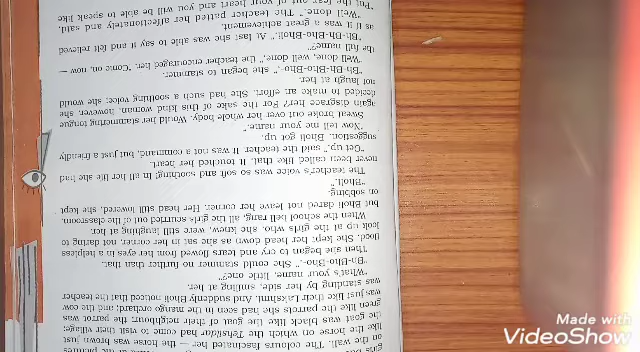 on the wall. The colours fascinated her — the horse was brown just
like the horse on which the Tehsildar had come to visit their village;
the goat was black like the goat of their neighbour; the parrot was
green like the parrots she had seen in the mango orchard; and the cow
was just like their Lakshmi. And suddenly Bholi noticed that the teacher
was standing by her side, smiling at her.
"What's your name, little one?"
"Bh-Bho-Bho-." She could stammer no further than that.
Then she began to cry and tears flowed from her eyes in a helpless
flood. She kept her head down as she sat in her corner, not daring to
look up at the girls who, she knew, were still laughing at her.
When the school bell rang, all the girls scurried out of the classroom,
but Bholi dared not leave her corner. Her head still lowered, she kept
on sobbing.
"Bholi."
The teacher's voice was so soft and soothing! In all her life she had
never been called like that. It touched her heart.
"Get up," said the teacher. It was not a command, but just a friendly
suggestion. Bholi got up.
"Now tell me your name."
Sweat broke out over her whole body. Would her stammering tongue
again disgrace her? For the sake of this kind woman, however, she
decided to make an effort. She had such a soothing voice; she would
not laugh at her.
"Bh-Bh-Bho-Bho-," she began to stammer.
"Well done, well done," the teacher encouraged her. "Come on, now —
the full name?"
"Bh-Bh-Bho-Bholi." At last she was able to say it and felt relieved
as if it was a great achievement.
"Well done." The teacher patted her affectionately and said,
"Put the fear out of your heart and you will be able to speak like
Made with
VideoShow